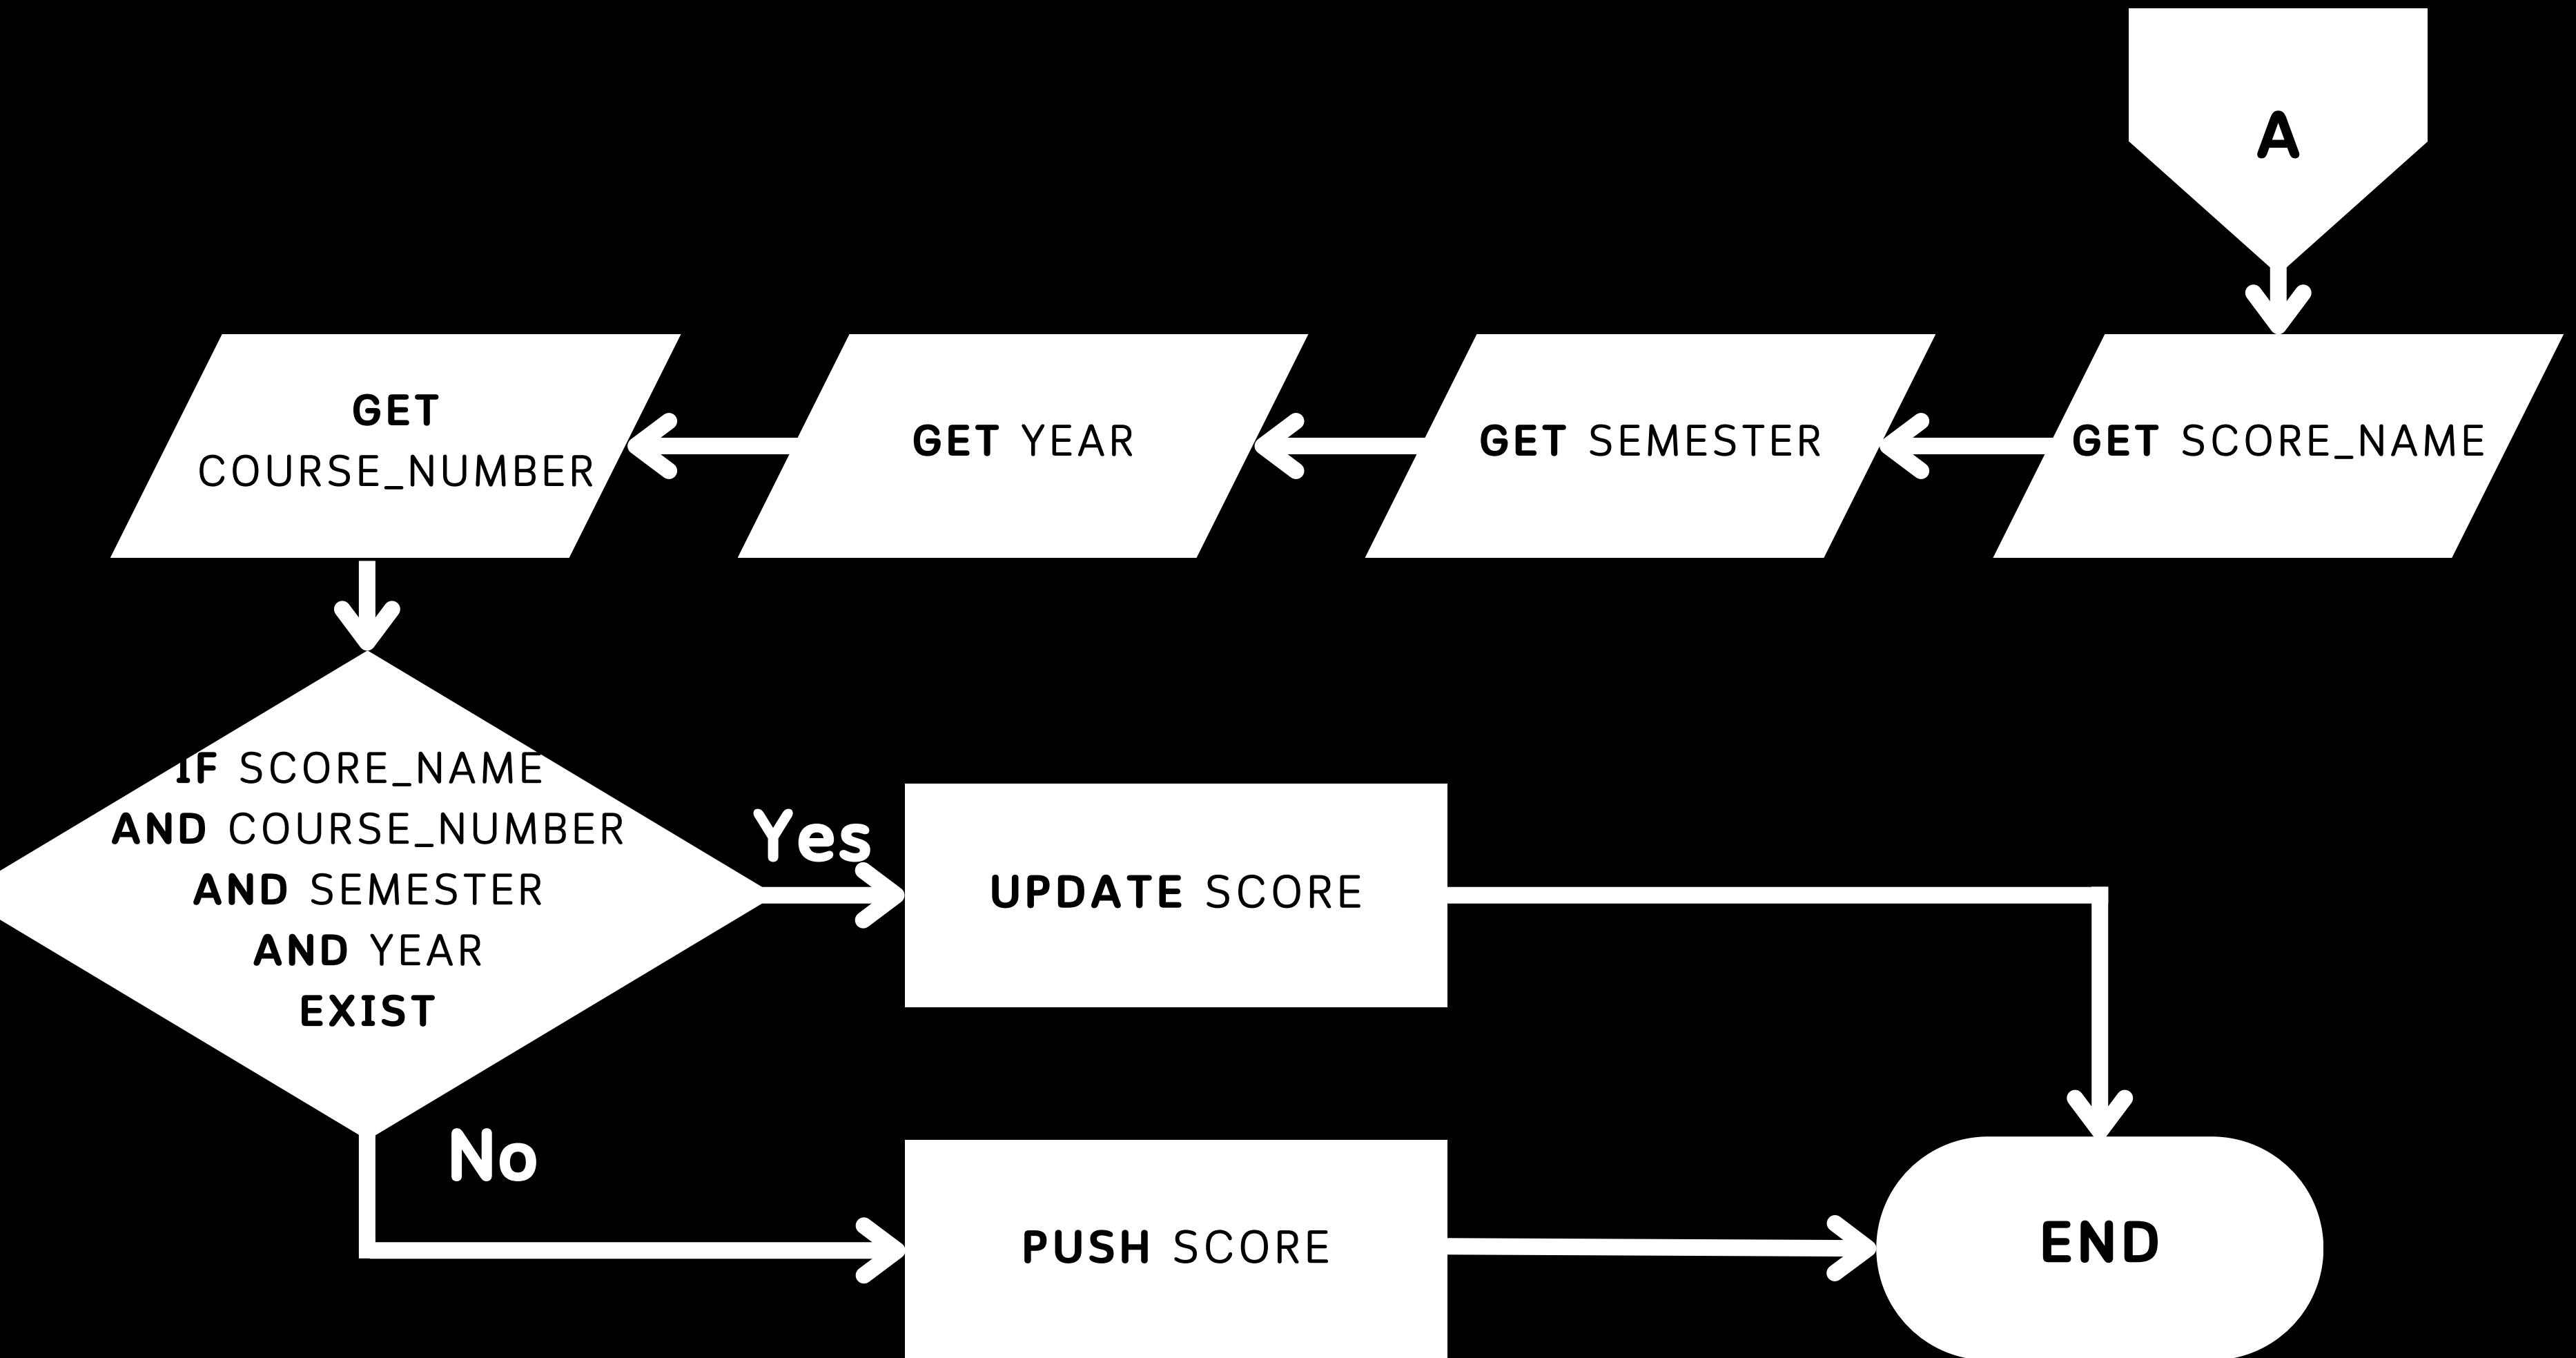 A
GET SCORE_NAME
GET SEMESTER
GET YEAR
GET
COURSE_NUMBER
IF SCORE_NAME
AND COURSE_NUMBER
AND SEMESTER
AND YEAR
EXIST
Yes
UPDATE SCORE
No
PUSH SCORE
END